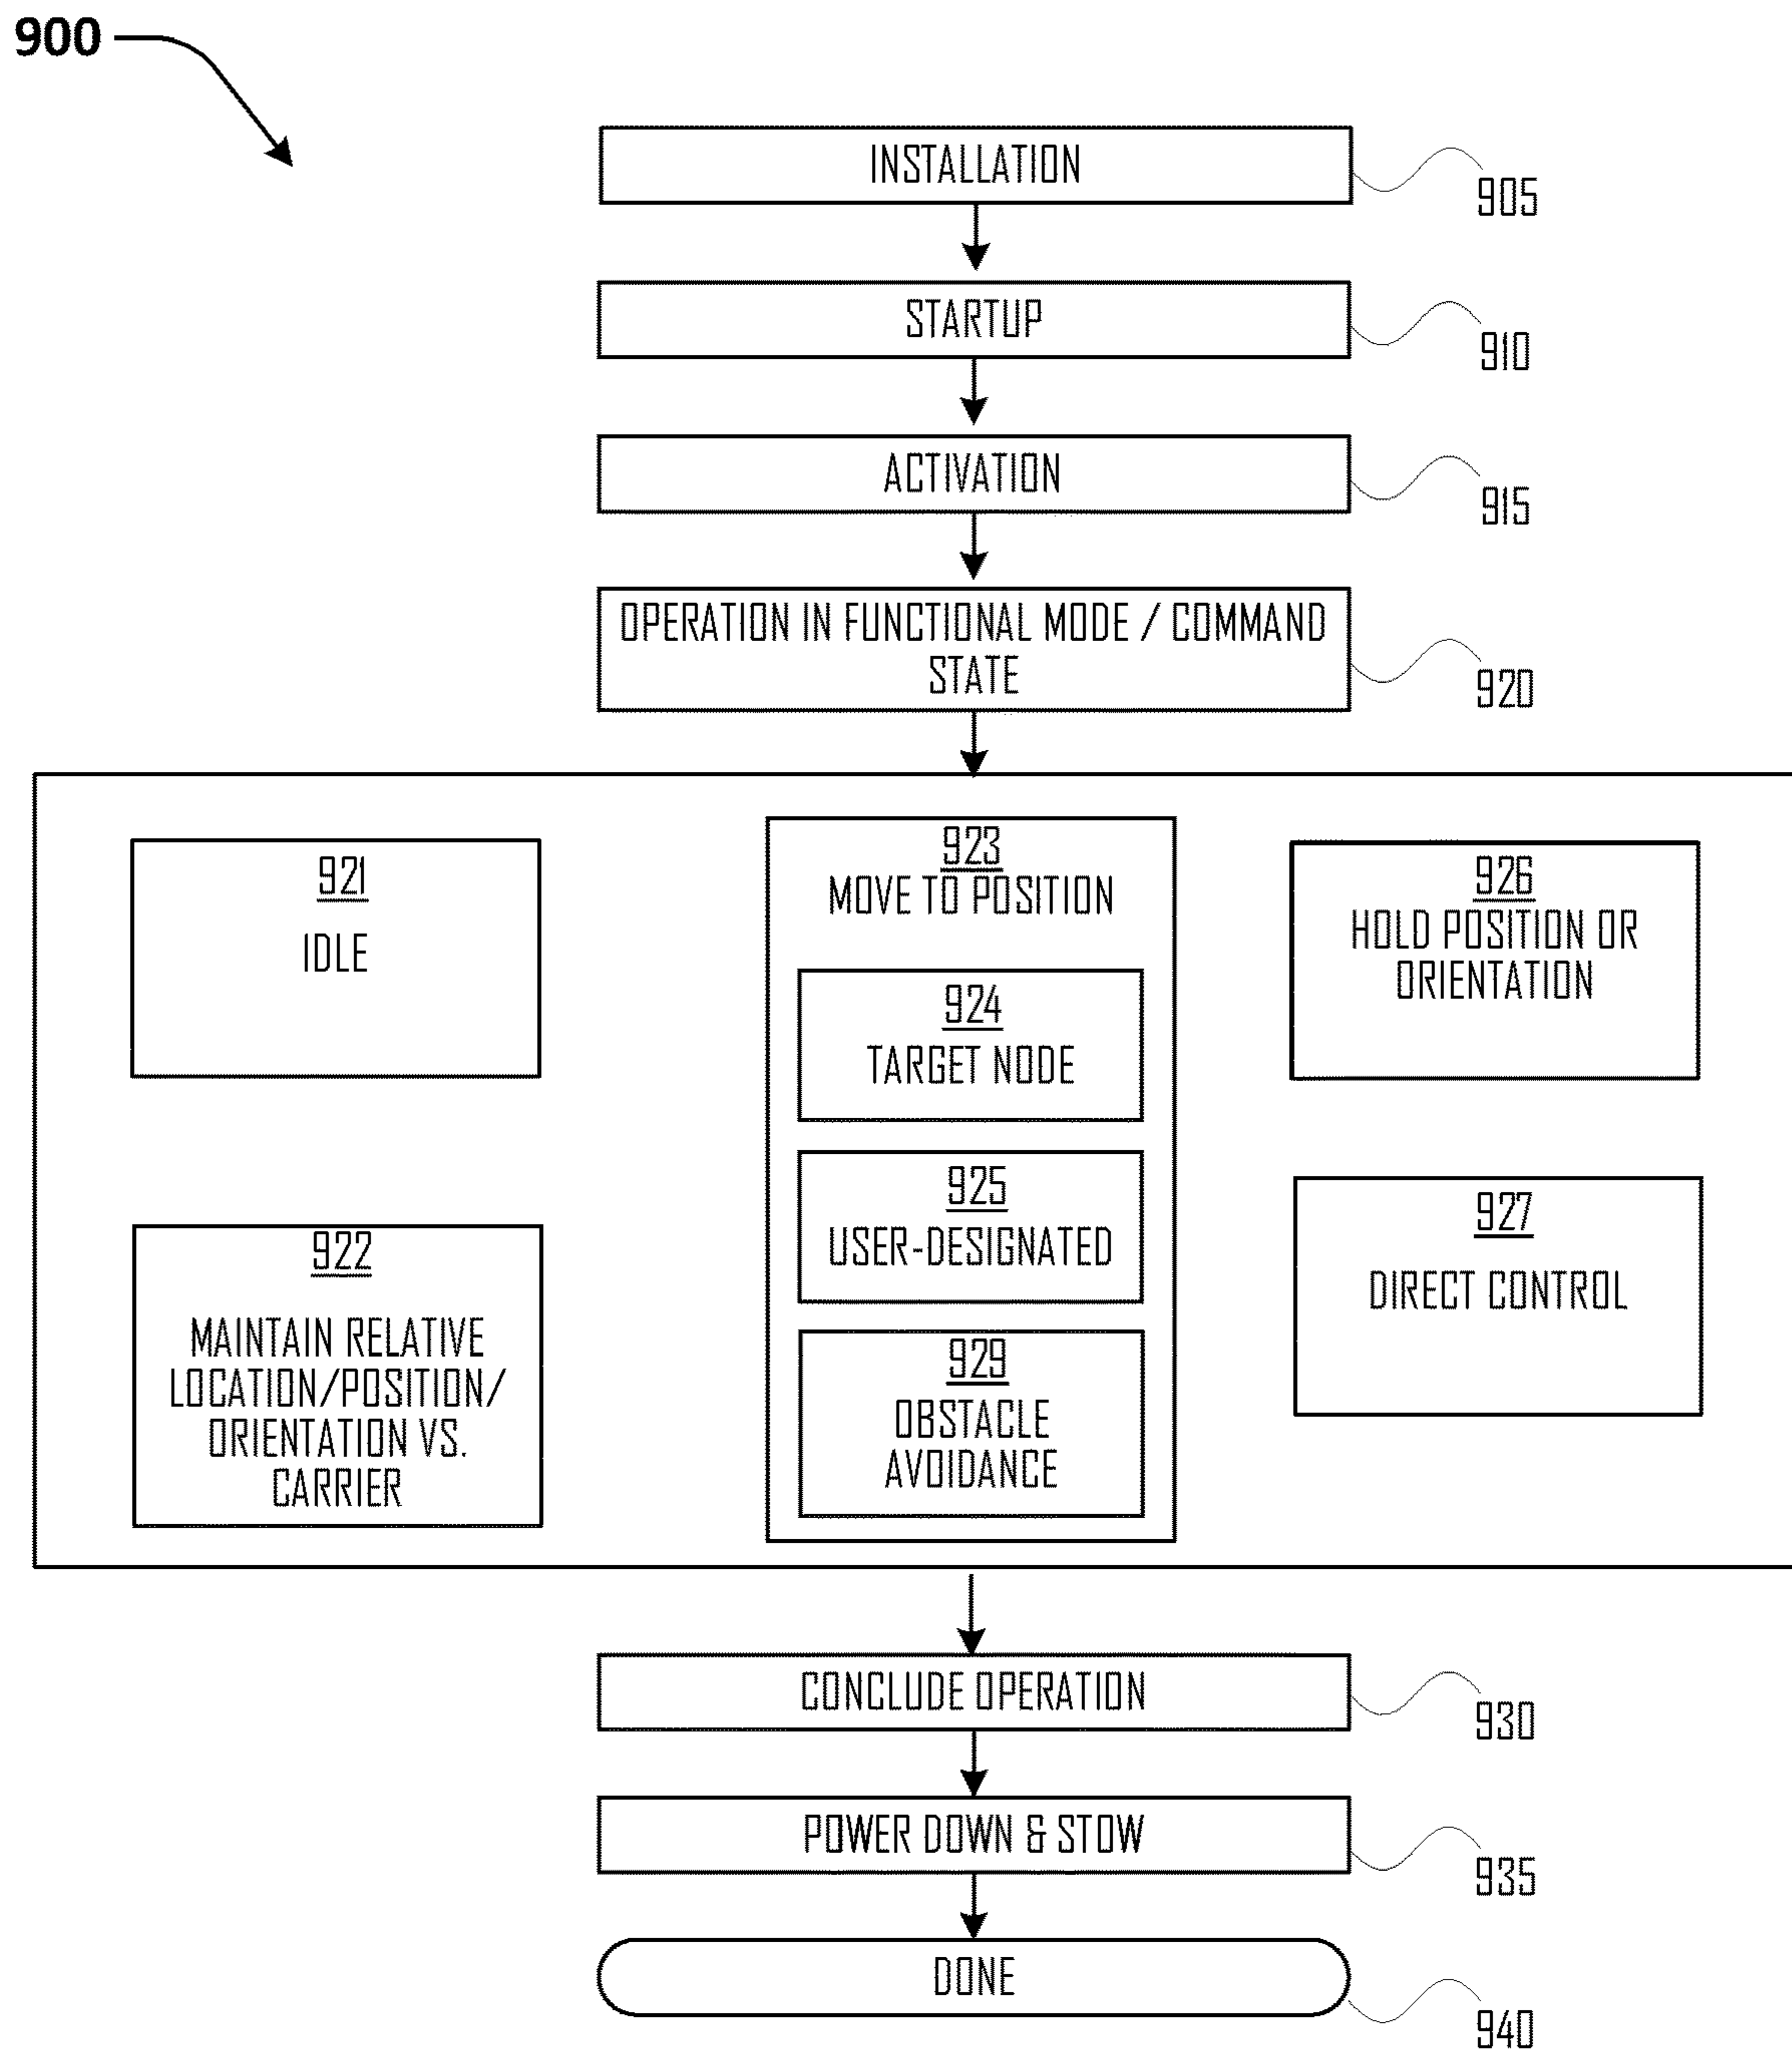 900
INSTALLATION
905
STARTUP
910
ACTIVATION
915
OPERATION IN FUNCTIONAL MODE / COMMAND
STATE
920
921
IDLE
922
MAINTAIN RELATIVE
LOCATION/POSITION/
ORIENTATION VS.
CARRIER
923
MOVE TO POSITION
924
TARGET NODE
925
USER-DESIGNATED
929
OBSTACLE
AVOIDANCE
926
HOLD POSITION OR
ORIENTATION
927
DIRECT CONTROL
CONCLUDE OPERATION
930
POWER DOWN & STOW
935
DONE
940